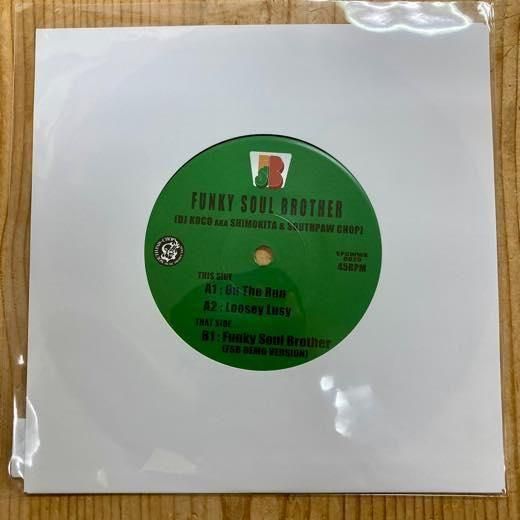 FUNKY SOUL BROTHER
[DJ KOCO AKA SHIMOKITA & SOUTHPAW CHOP]
45RPM
THIS SIDE
A1 : On The Run
A2 : Loosey Lusy
THAT SIDE
B1 : Funky Soul Brother
(FSB DEMO VERSION)